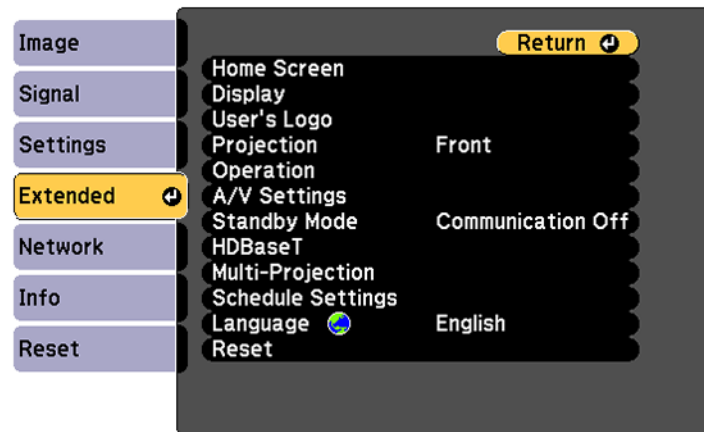 Image
Signal
Settings
Extended
Network
Info
Reset
Return
Home Screen
Display
User's Logo
Projection Front
Operation
A/V Settings
Standby Mode Communication Off
HDBaseT
Multi-Projection
Schedule Settings
Language English
Reset